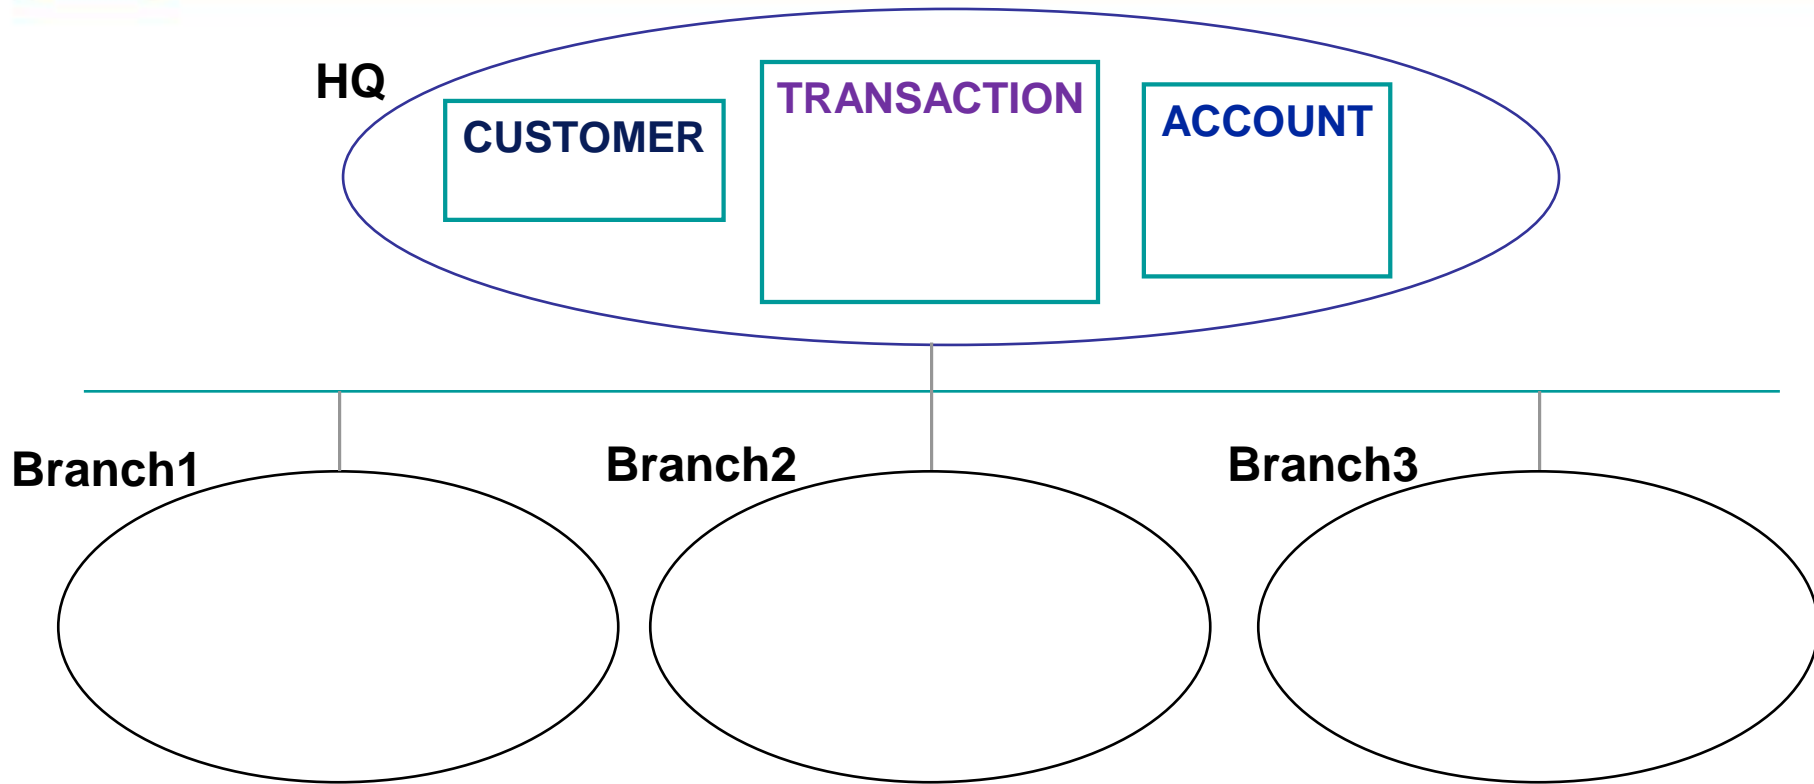 HQ
CUSTOMER
TRANSACTION
ACCOUNT
Branch1
Branch2
Branch3